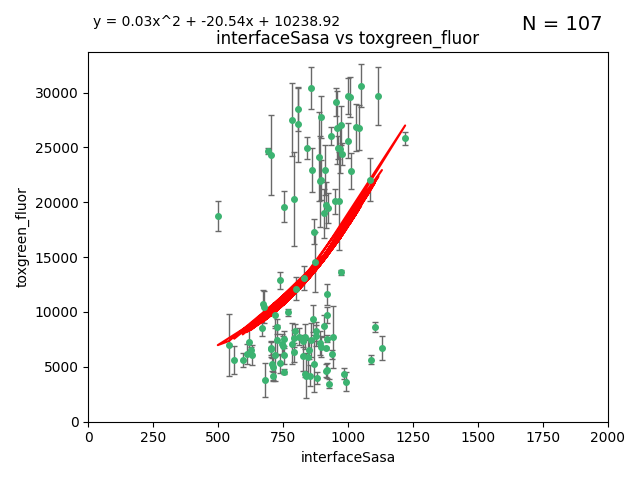 y = 0.03x^2 + -20.54x + 10238.92
N = 107
interfaceSasa vs toxgreen_fluor
30000
25000
20000
15000
10000
5000
0
toxgreen_fluor
0 250 500 750 1000 1250 1500 1750 2000
interfaceSasa